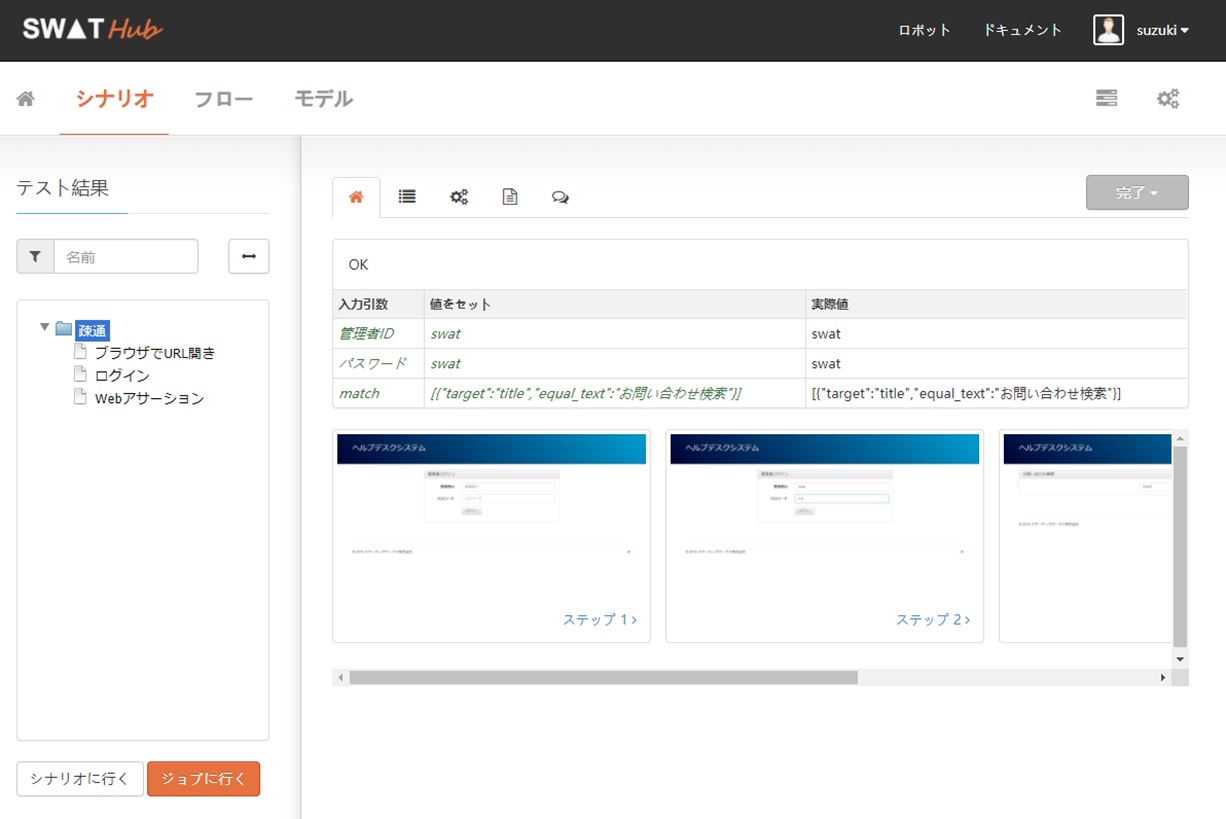 SWAT Hub
ロボット ドキュメント suzuki
シナリオ フロー モデル
テスト結果
名前
疎通
ブラウザでURL開き
ログイン
Webアサーション
シナリオに行く ジョブに行く
完了
OK
入力引数 値をセット 実際値
管理者ID swat swat
パスワード swat swat
match [{"target":"title","equal_text":"お問い合わせ検索"}] [{"target":"title","equal_text":"お問い合わせ検索"}]
ヘルプデスクシステム ヘルプデスクシステム ヘルプデスクシステム
ステップ 1 ステップ 2